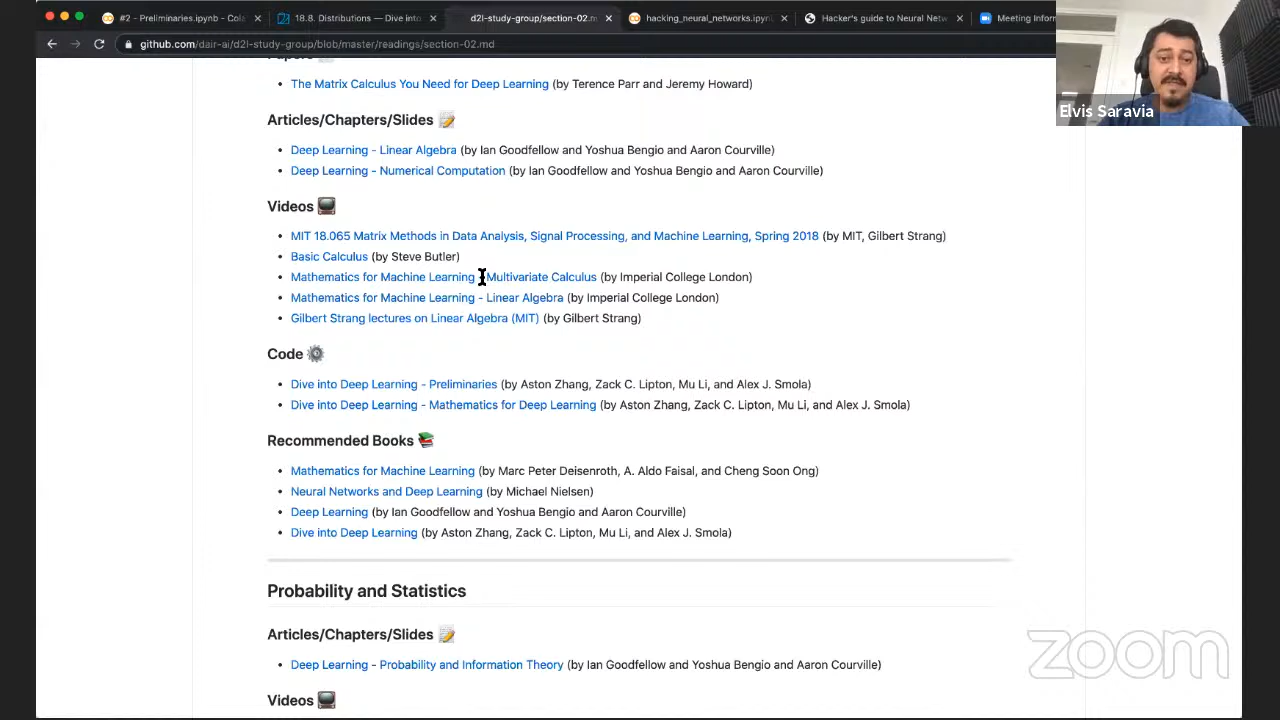 #2 - Preliminaries.ipynb - Cola
18.8. Distributions — Dive into
d2l-study-group/section-02.m
hacking_neural_networks.ipynb
Hacker's guide to Neural Netw
Meeting Inform
github.com/dair-ai/d2l-study-group/blob/master/readings/section-02.md
Elvis Saravia
Papers
The Matrix Calculus You Need for Deep Learning (by Terence Parr and Jeremy Howard)
Articles/Chapters/Slides 📝
Deep Learning - Linear Algebra (by Ian Goodfellow and Yoshua Bengio and Aaron Courville)
Deep Learning - Numerical Computation (by Ian Goodfellow and Yoshua Bengio and Aaron Courville)
Videos 📺
MIT 18.065 Matrix Methods in Data Analysis, Signal Processing, and Machine Learning, Spring 2018 (by MIT, Gilbert Strang)
Basic Calculus (by Steve Butler)
Mathematics for Machine Learning - Multivariate Calculus (by Imperial College London)
Mathematics for Machine Learning - Linear Algebra (by Imperial College London)
Gilbert Strang lectures on Linear Algebra (MIT) (by Gilbert Strang)
Code ⚙️
Dive into Deep Learning - Preliminaries (by Aston Zhang, Zack C. Lipton, Mu Li, and Alex J. Smola)
Dive into Deep Learning - Mathematics for Deep Learning (by Aston Zhang, Zack C. Lipton, Mu Li, and Alex J. Smola)
Recommended Books 📚
Mathematics for Machine Learning (by Marc Peter Deisenroth, A. Aldo Faisal, and Cheng Soon Ong)
Neural Networks and Deep Learning (by Michael Nielsen)
Deep Learning (by Ian Goodfellow and Yoshua Bengio and Aaron Courville)
Dive into Deep Learning (by Aston Zhang, Zack C. Lipton, Mu Li, and Alex J. Smola)
Probability and Statistics
Articles/Chapters/Slides 📝
Deep Learning - Probability and Information Theory (by Ian Goodfellow and Yoshua Bengio and Aaron Courville)
Videos 📺
zoom